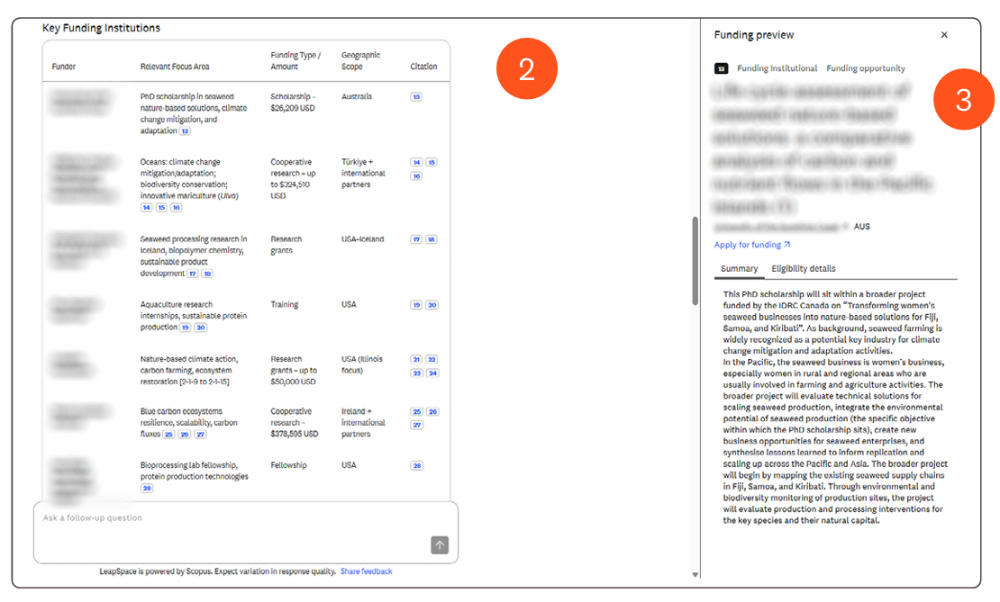 Key Funding Institutions
2
Funder
Relevant Focus Area
Funding Type /
Amount
Geographic
Scope
Citation
PhD scholarship in seaweed
nature-based solutions, climate
change mitigation, and
adaptation 13
Scholarship –
$26,209 USD
Australia
13
Oceans: climate change
mitigation/adaptation;
biodiversity conservation;
innovative mariculture (Ulva)
14 15 16
Cooperative
research – up
to $324,510
USD
Türkiye +
international
partners
14 15
16
Seaweed processing research in
Iceland, biopolymer chemistry,
sustainable product
development 17 18
Research
grants
USA-Iceland
17 18
Aquaculture research
internships, sustainable protein
production 19 20
Training
USA
19 20
Nature-based climate action,
carbon farming, ecosystem
restoration [2-1-9 to 2-1-15]
Research
grants – up to
$50,000 USD
USA (Illinois
focus)
21 22
23 24
Blue carbon ecosystems
resilience, scalability, carbon
fluxes 25 26 27
Cooperative
research –
$378,595 USD
Ireland +
international
partners
25 26
27
Bioprocessing lab fellowship,
protein production technologies
28
Fellowship
USA
28
Ask a follow-up question
LeapSpace is powered by Scopus. Expect variation in response quality. Share feedback
Funding preview
13 Funding Institutional Funding opportunity
3
AUS
Apply for funding ↗
Summary Eligibility details
This PhD scholarship will sit within a broader project
funded by the IDRC Canada on “Transforming women's
seaweed businesses into nature-based solutions for Fiji,
Samoa, and Kiribati”. As background, seaweed farming is
widely recognized as a potential key industry for climate
change mitigation and adaptation activities.
In the Pacific, the seaweed business is women’s business,
especially women in rural and regional areas who are
usually involved in farming and agriculture activities. The
broader project will evaluate technical solutions for
scaling seaweed production, integrate the environmental
potential of seaweed production (the specific objective
within which the PhD scholarship sits), create new
business opportunities for seaweed enterprises, and
synthesise lessons learned to inform replication and
scaling up across the Pacific and Asia. The broader project
will begin by mapping the existing seaweed supply chains
in Fiji, Samoa, and Kiribati. Through environmental and
biodiversity monitoring of production sites, the project
will evaluate production and processing interventions for
the key species and their natural capital.